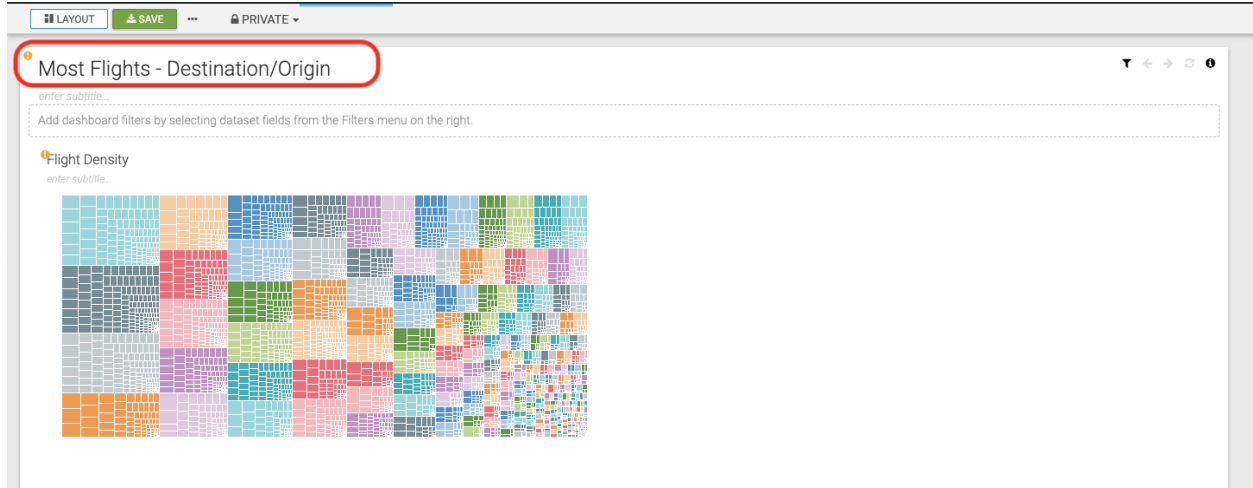 LAYOUT SAVE ••• PRIVATE
Most Flights - Destination/Origin
enter subtitle...
Add dashboard filters by selecting dataset fields from the Filters menu on the right.
Flight Density
enter subtitle...